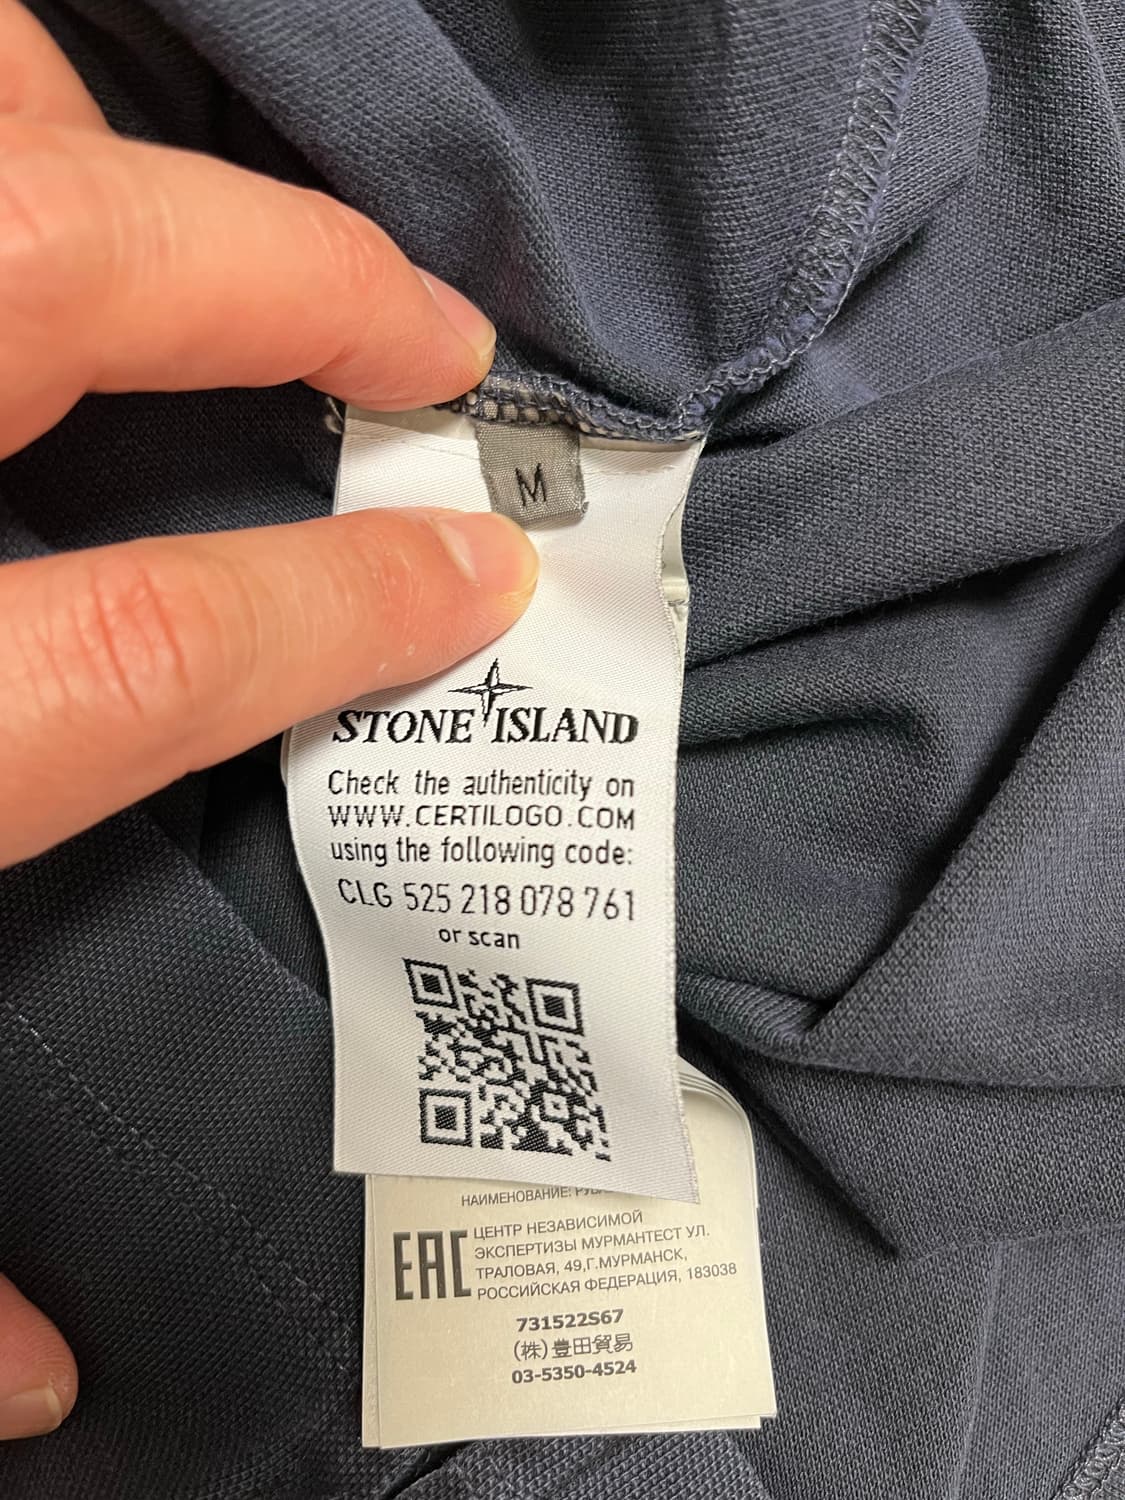 M
STONE ISLAND
Check the authenticity on
WWW.CERTILOGO.COM
using the following code:
CLG 525 218 078 761
or scan
НАИМЕНОВАНИЕ:
EAC
ЦЕНТР НЕЗАВИСИМОЙ
ЭКСПЕРТИЗЫ МУРМАНТЕСТ УЛ.
ТРАЛОВАЯ, 49,Г.МУРМАНСК,
РОССИЙСКАЯ ФЕДЕРАЦИЯ, 183038
731522S67
(株)豊田貿易
03-5350-4524